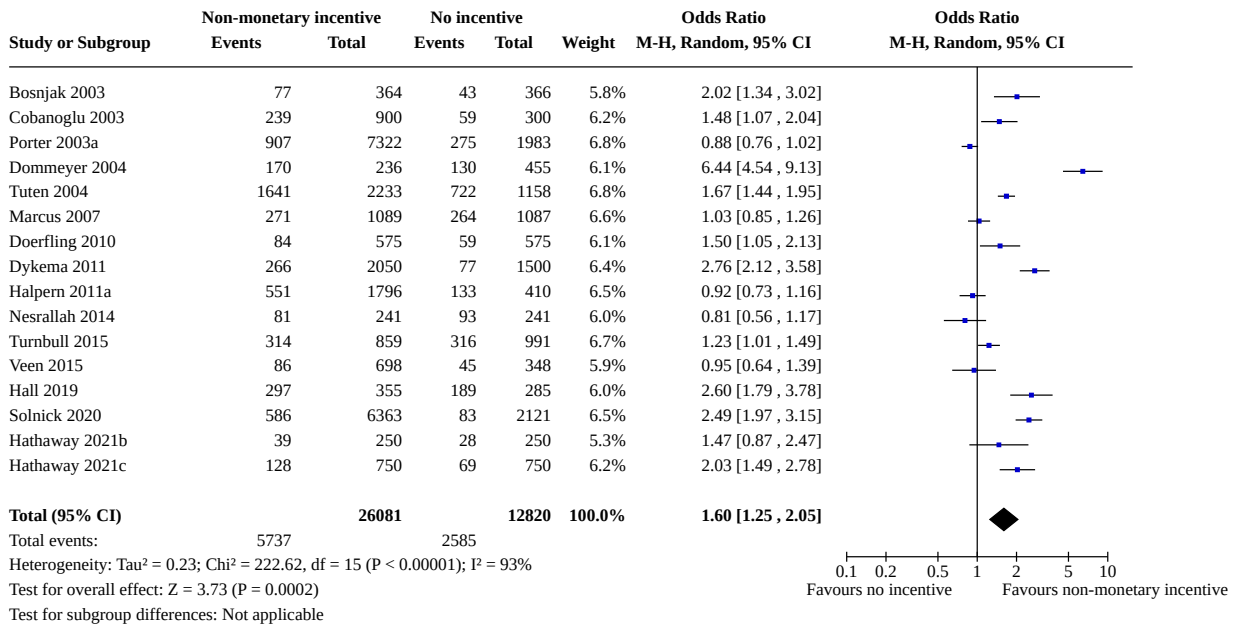 Non-monetary incentive No incentive Odds Ratio Odds Ratio
Study or Subgroup Events Total Events Total Weight M-H, Random, 95% CI M-H, Random, 95% CI
Bosnjak 2003 77 364 43 366 5.8% 2.02 [1.34 , 3.02]
Cobanoglu 2003 239 900 59 300 6.2% 1.48 [1.07 , 2.04]
Porter 2003a 907 7322 275 1983 6.8% 0.88 [0.76 , 1.02]
Dommeyer 2004 170 236 130 455 6.1% 6.44 [4.54 , 9.13]
Tuten 2004 1641 2233 722 1158 6.8% 1.67 [1.44 , 1.95]
Marcus 2007 271 1089 264 1087 6.6% 1.03 [0.85 , 1.26]
Doerfling 2010 84 575 59 575 6.1% 1.50 [1.05 , 2.13]
Dykema 2011 266 2050 77 1500 6.4% 2.76 [2.12 , 3.58]
Halpern 2011a 551 1796 133 410 6.5% 0.92 [0.73 , 1.16]
Nesrallah 2014 81 241 93 241 6.0% 0.81 [0.56 , 1.17]
Turnbull 2015 314 859 316 991 6.7% 1.23 [1.01 , 1.49]
Veen 2015 86 698 45 348 5.9% 0.95 [0.64 , 1.39]
Hall 2019 297 355 189 285 6.0% 2.60 [1.79 , 3.78]
Solnick 2020 586 6363 83 2121 6.5% 2.49 [1.97 , 3.15]
Hathaway 2021b 39 250 28 250 5.3% 1.47 [0.87 , 2.47]
Hathaway 2021c 128 750 69 750 6.2% 2.03 [1.49 , 2.78]
Total (95% CI) 26081 12820 100.0% 1.60 [1.25 , 2.05]
Total events: 5737 2585
Heterogeneity: Tau² = 0.23; Chi² = 222.62, df = 15 (P < 0.00001); I² = 93%
0.1 0.2 0.5 1 2 5 10
Test for overall effect: Z = 3.73 (P = 0.0002) Favours no incentive Favours non-monetary incentive
Test for subgroup differences: Not applicable